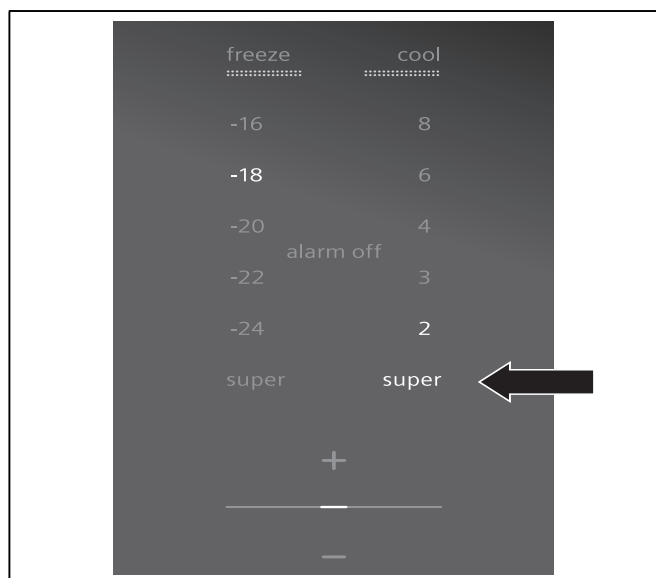 freeze cool
-16 8
-18 6
-20 4
alarm off
-22 3
-24 2
super super
+
–